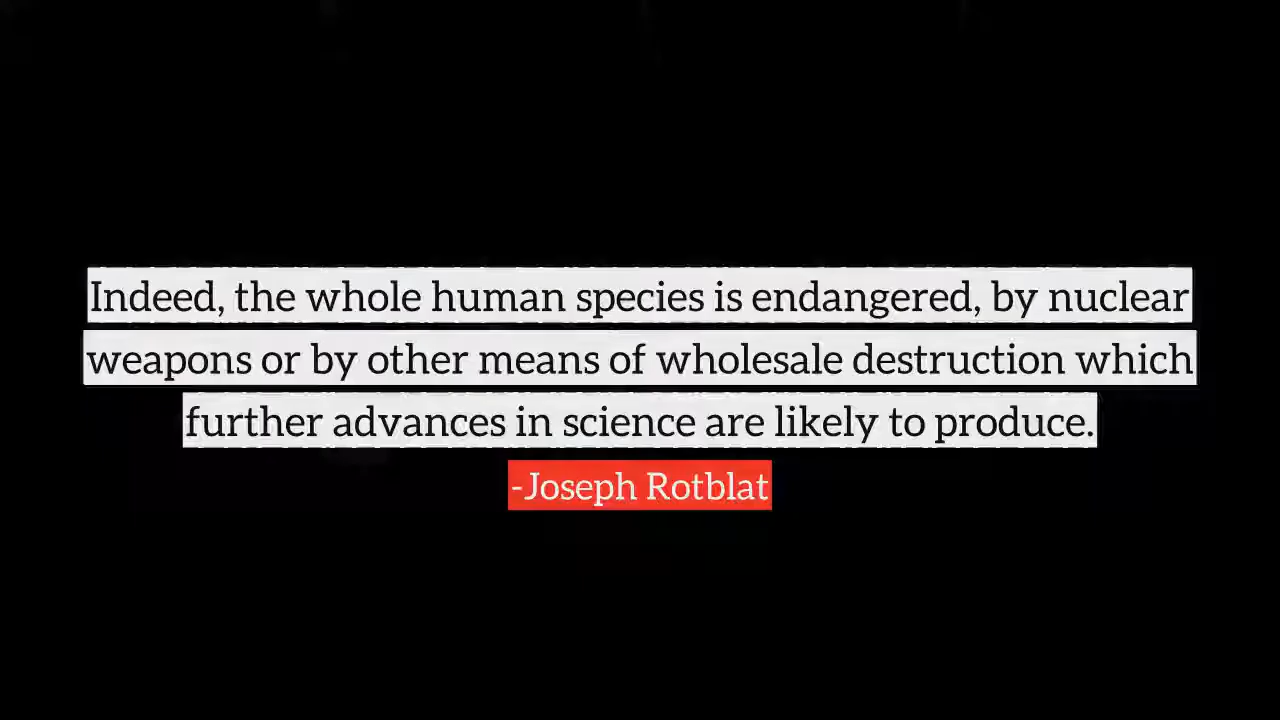 Indeed, the whole human species is endangered, by nuclear
weapons or by other means of wholesale destruction which
further advances in science are likely to produce.
-Joseph Rotblat